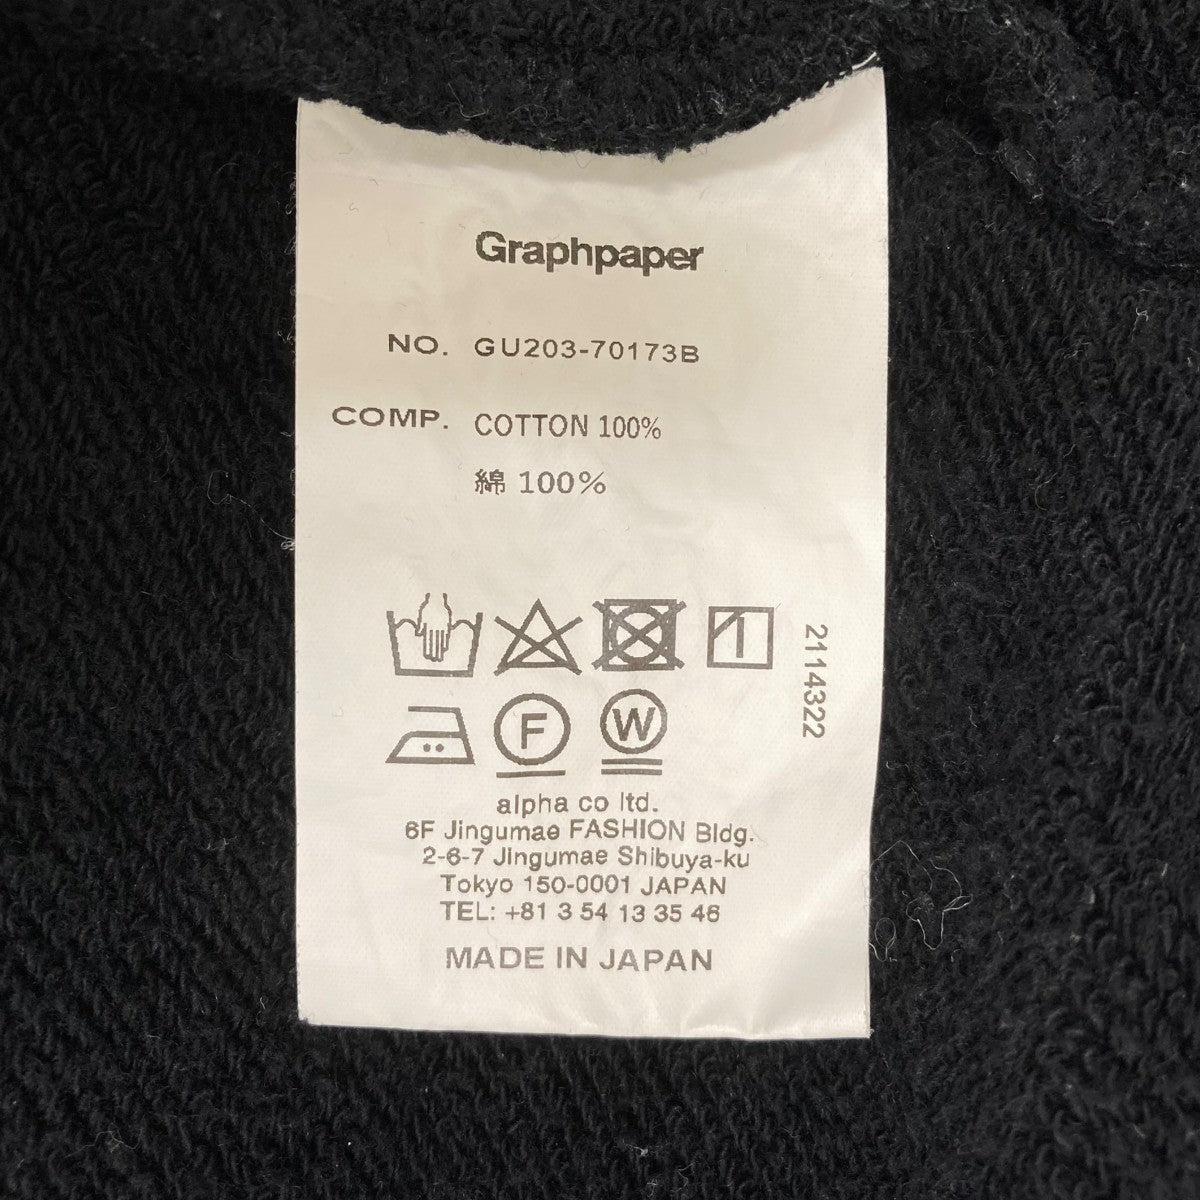 Graphpaper
NO. GU203-70173B
COMP. COTTON 100%
綿 100%
2114322
F
W
alpha co ltd.
6F Jingumae FASHION Bldg.
2-6-7 Jingumae Shibuya-ku
Tokyo 150-0001 JAPAN
TEL: +81 3 54 13 35 46
MADE IN JAPAN